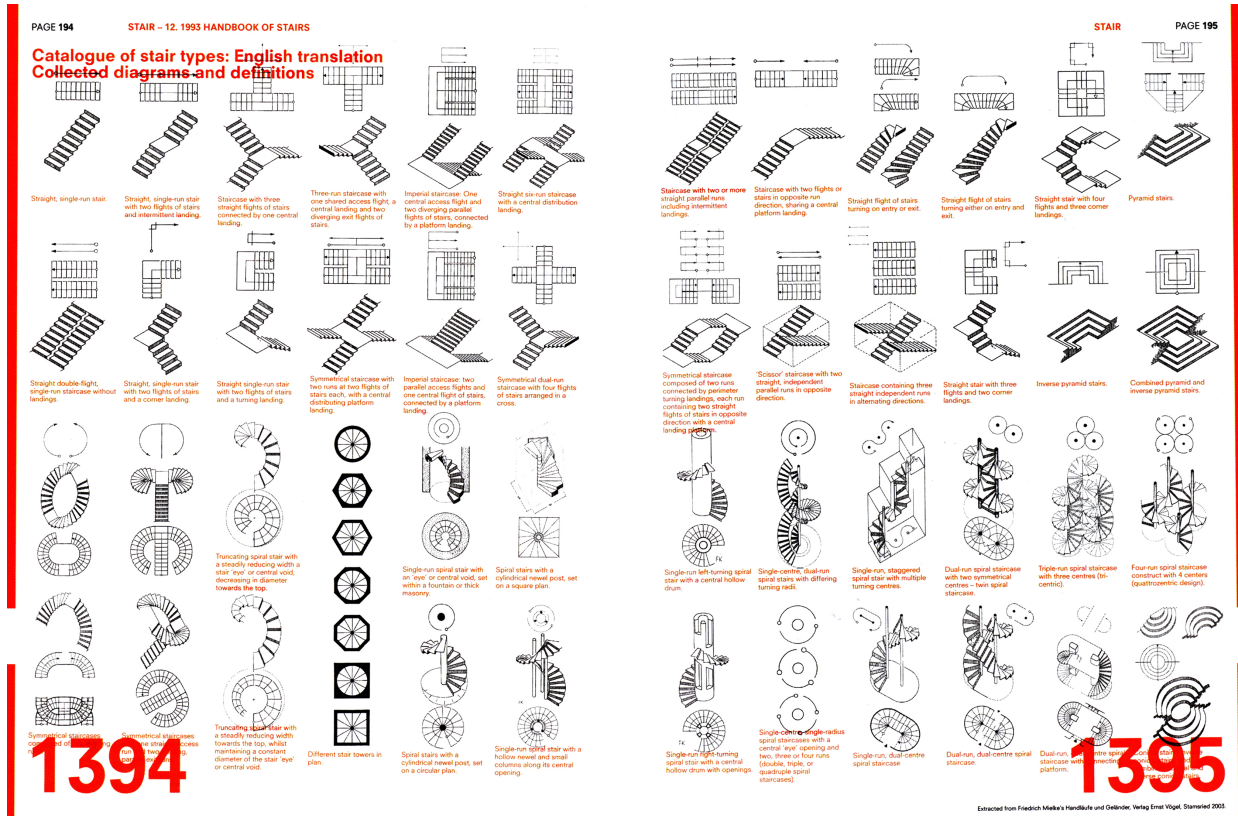 PAGE 194
STAIR – 12. 1993 HANDBOOK OF STAIRS
STAIR
PAGE 195
Catalogue of stair types: English translation
Collected diagrams and definitions
Straight, single-run stair.
Straight, single-run stair
with two flights of stairs
and intermittent landing.
Staircase with three
straight flights of stairs
connected by one central
landing.
Three-run staircase with
one shared access flight, a
central landing and two
diverging exit flights of
stairs.
Imperial staircase: One
central access flight and
two diverging parallel
flights of stairs, connected
by a platform landing.
Straight six-run staircase
with a central distribution
landing.
Staircase with two or more
straight parallel runs
including intermittent
landings.
Staircase with two flights or
stairs in opposite run
direction, sharing a central
platform landing.
Straight flight of stairs
turning on entry or exit.
Straight flight of stairs
turning either on entry and
exit.
Straight stair with four
flights and three corner
landings.
Pyramid stairs.
Straight double-flight,
single-run staircase without
landings.
Straight, single-run stair
with two flights of stairs
and a corner landing.
Straight single-run stair
with two flights of stairs
and a turning landing.
Symmetrical staircase with
two runs at two flights of
stairs each, with a central
distributing platform
landing.
Imperial staircase: two
parallel access flights and
one central flight of stairs,
connected by a platform
landing.
Symmetrical dual-run
staircase with four flights
of stairs arranged in a
cross.
Symmetrical staircase
composed of two runs
connected by perimeter
turning landings, each run
containing two straight
flights of stairs in opposite
direction with a central
landing platform.
'Scissor' staircase with two
straight, independent
parallel runs in opposite
direction.
Staircase containing three
straight independent runs
in alternating directions.
Straight stair with three
flights and two corner
landings.
Inverse pyramid stairs.
Combined pyramid and
inverse pyramid stairs.
Truncating spiral stair with
a steadily reducing width a
stair 'eye' or central void,
decreasing in diameter
towards the top.
Single-run spiral stair with
an 'eye' or central void, set
within a fountain or thick
masonry.
Spiral stairs with a
cylindrical newel post, set
on a square plan.
FK
Single-run left-turning spiral
stair with a central hollow
drum.
Single-centre, dual-run
spiral stairs with differing
turning radii.
Single-run, staggered
spiral stair with multiple
turning centres.
Dual-run spiral staircase
with two symmetrical
centres – twin spiral
staircase.
Triple-run spiral staircase
with three centres (tri-
centric).
Four-run spiral staircase
construct with 4 centers
(quattrozentric design).
Symmetrical staircases
Symmetrical staircases
Truncating spiral stair with
a steadily reducing width
towards the top, whilst
maintaining a constant
diameter of the stair 'eye'
or central void.
Different stair towers in
plan.
Spiral stairs with a
cylindrical newel post, set
on a circular plan.
Single-run spiral stair with a
hollow newel and small
columns along its central
opening.
FK
Single-run right-turning
spiral stair with a central
hollow drum with openings.
Single-centre single-radius
spiral staircases with a
central 'eye' opening and
two, three or four runs
(double, triple, or
quadruple spiral
staircases).
Single-run, dual-centre
spiral staircase
Dual-run, dual-centre spiral
staircase.
platform.
1394
1395
Extracted from Friedrich Mielke's Handläufe und Geländer, Verlag Ernst Vögel, Stamsried 2003.